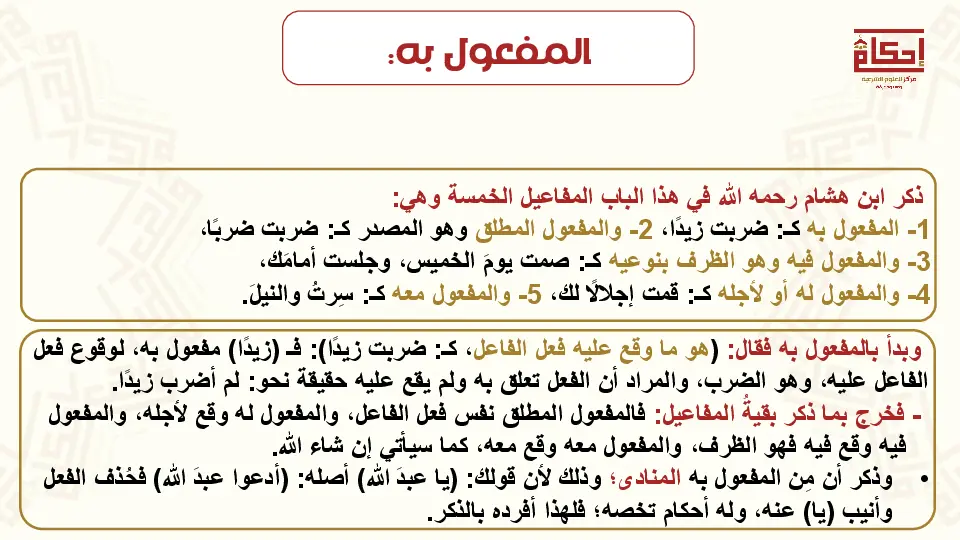 المفعول به:
إحكام
مركز للعلوم الشرعية
ذكر ابن هشام رحمه الله في هذا الباب المفاعيل الخمسة وهي:
1- المفعول به كـ: ضربت زيدًا، 2- والمفعول المطلق وهو المصدر كـ: ضربت ضربًا،
3- والمفعول فيه وهو الظرف بنوعيه كـ: صمت يومَ الخميس، وجلست أمامَك،
4- والمفعول له أو لأجله كـ: قمت إجلالًا لك، 5- والمفعول معه كـ: سِرتُ والنيلَ.
وبدأ بالمفعول به فقال: (هو ما وقع عليه فعل الفاعل، كـ: ضربت زيدًا): فـ (زيدًا) مفعول به، لوقوع فعل
الفاعل عليه، وهو الضرب، والمراد أن الفعل تعلق به ولم يقع عليه حقيقة نحو: لم أضرب زيدًا.
- فخرج بما ذكر بقيةُ المفاعيل: فالمفعول المطلق نفس فعل الفاعل، والمفعول له وقع لأجله، والمفعول
فيه وقع فيه فهو الظرف، والمفعول معه وقع معه، كما سيأتي إن شاء الله.
• وذكر أن مِن المفعول به المنادى؛ وذلك لأن قولك: (يا عبدَ الله) أصله: (أدعوا عبدَ الله) فحُذف الفعل
وأنيب (يا) عنه، وله أحكام تخصه؛ فلهذا أفرده بالذكر.